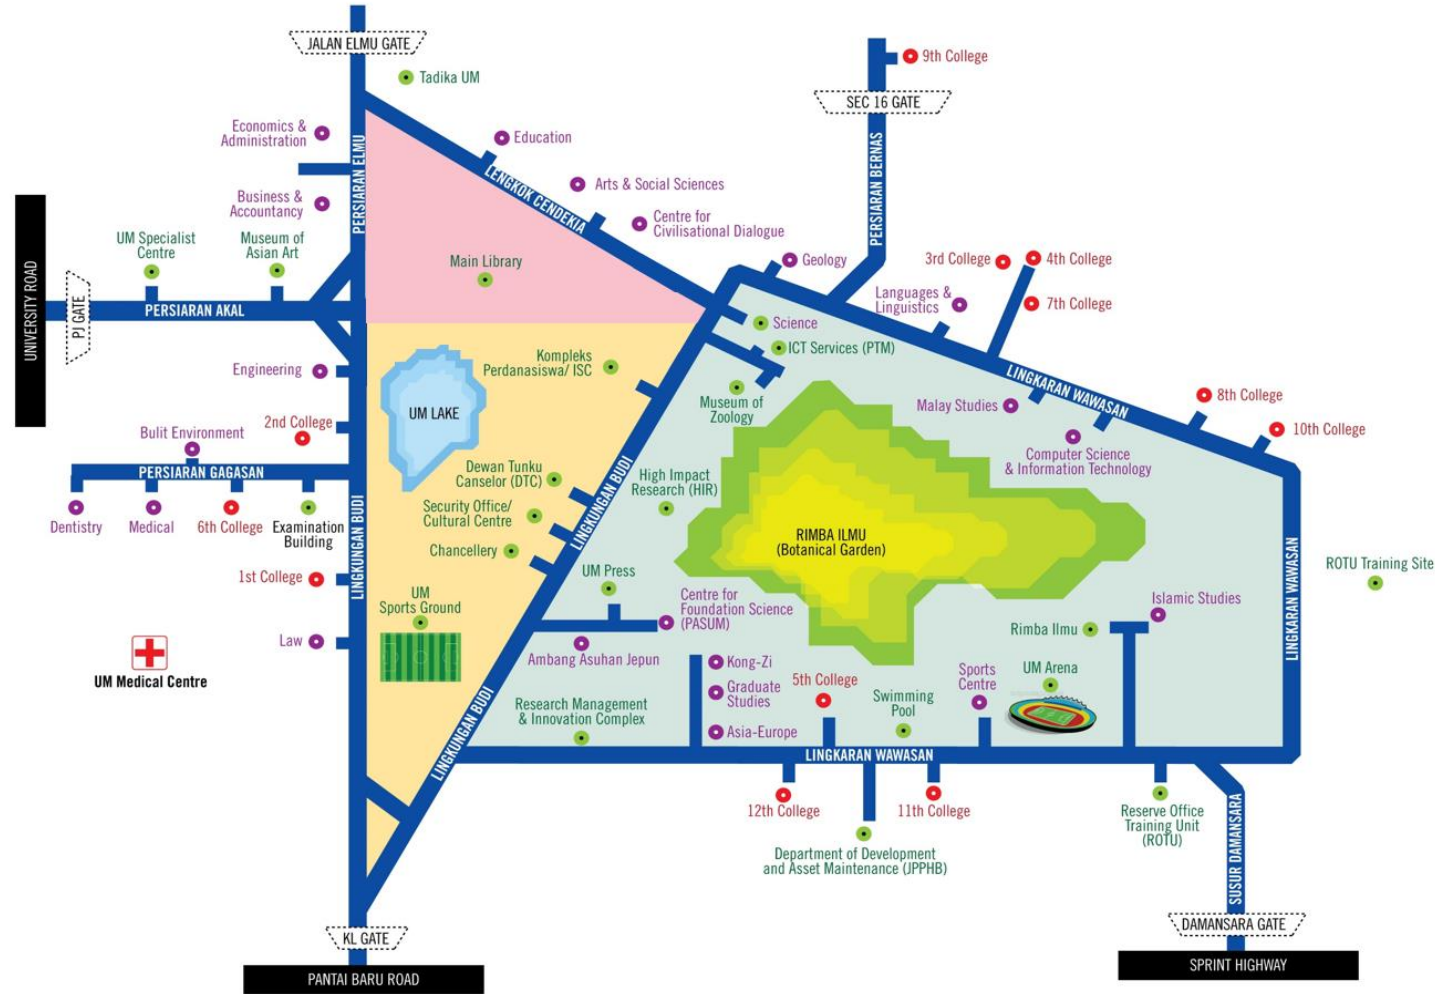 JALAN ELMU GATE
Tadika UM
9th College
SEC 16 GATE
Economics &
Administration
PERSIARAN ELMU
Education
LENGKOK CENDEKIA
Arts & Social Sciences
Centre for
Civilisational Dialogue
PERSIARAN BERNAS
Business &
Accountancy
UM Specialist
Centre
Museum of
Asian Art
Main Library
Geology
3rd College
4th College
7th College
Languages &
Linguistics
UNIVERSITY ROAD
PJ GATE
PERSIARAN AKAL
Science
ICT Services (PTM)
Kompleks
Perdanasiswa/ ISC
Engineering
UM LAKE
Museum of
Zoology
LINGKARAN WAWASAN
Malay Studies
8th College
10th College
2nd College
Bulit Environment
PERSIARAN GAGASAN
Computer Science
& Information Technology
Dewan Tunku
Canselor (DTC)
Security Office/
Cultural Centre
Chancellery
LINGKUNGAN BUDI
High Impact
Research (HIR)
Dentistry
Medical
6th College
Examination
Building
LINGKUNGAN BUDI
RIMBA ILMU
(Botanical Garden)
LINGKARAN WAWASAN
ROTU Training Site
1st College
UM
Sports Ground
UM Press
Centre for
Foundation Science
(PASUM)
Islamic Studies
Rimba Ilmu
Law
UM Medical Centre
Ambang Asuhan Jepun
Kong-Zi
Graduate
Studies
Asia-Europe
5th College
Swimming
Pool
Sports
Centre
UM Arena
Research Management
& Innovation Complex
LINGKUNGAN BUDI
LINGKARAN WAWASAN
12th College
11th College
Department of Development
and Asset Maintenance (JPPHB)
Reserve Office
Training Unit
(ROTU)
SUSUR DAMANSARA
KL GATE
PANTAI BARU ROAD
DAMANSARA GATE
SPRINT HIGHWAY